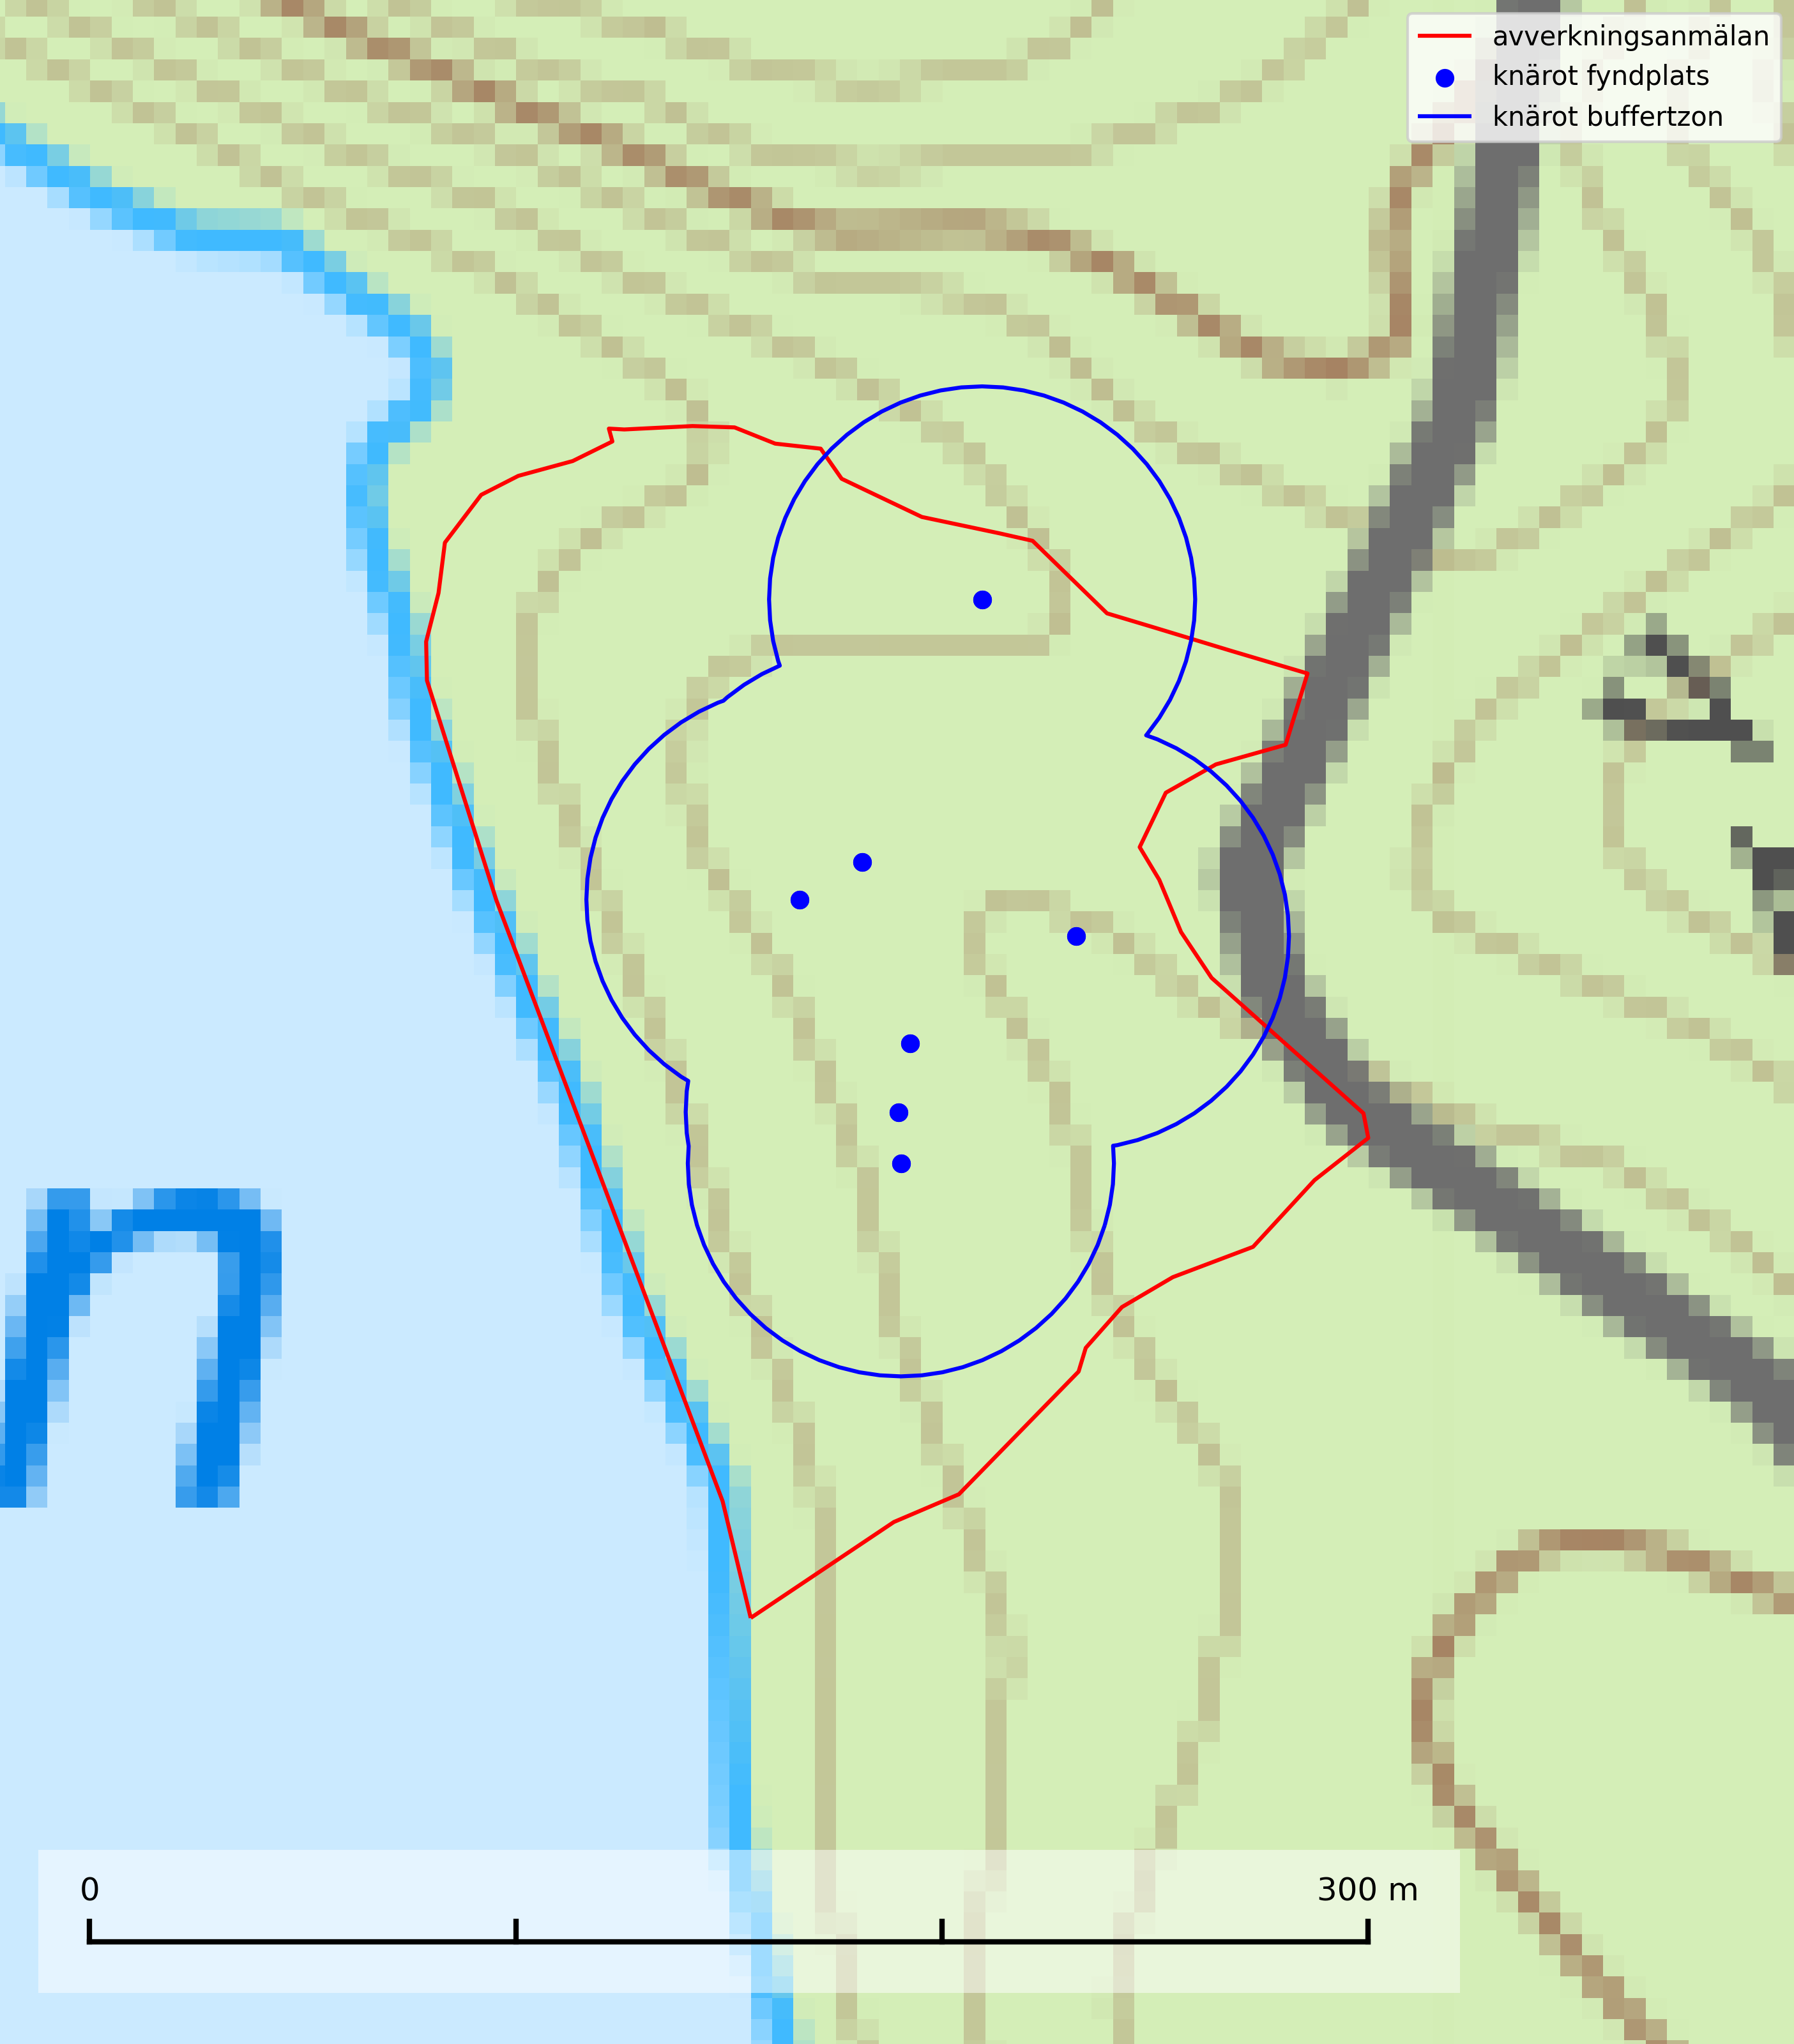 avverkningsanmälan
knärot fyndplats
knärot buffertzon
0
300 m